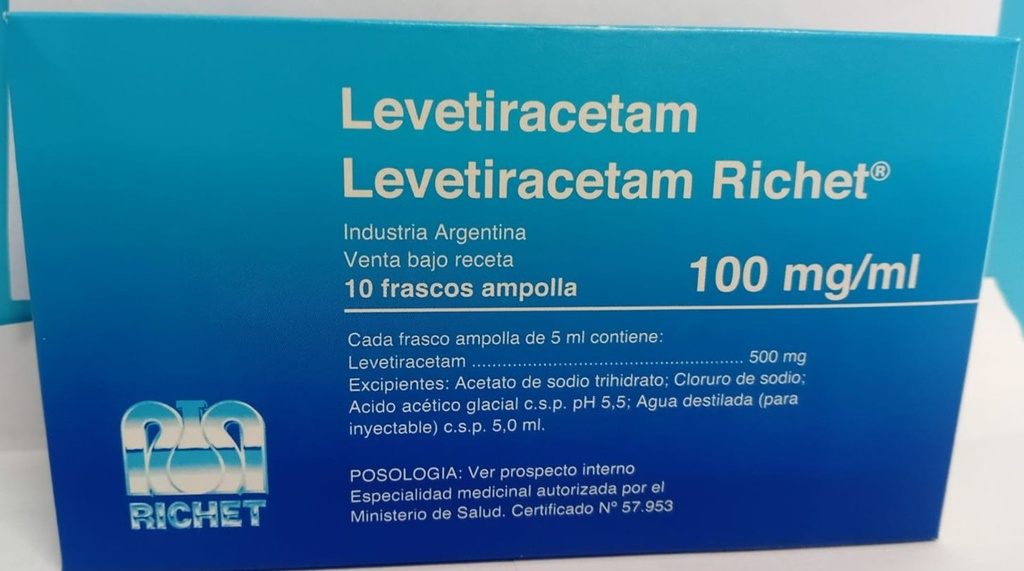 Levetiracetam
Levetiracetam Richet®
Industria Argentina
Venta bajo receta
10 frascos ampolla
100 mg/ml
Cada frasco ampolla de 5 ml contiene:
Levetiracetam ................................................ 500 mg
Excipientes: Acetato de sodio trihidrato; Cloruro de sodio;
Acido acético glacial c.s.p. pH 5,5; Agua destilada (para
inyectable) c.s.p. 5,0 ml.
POSOLOGIA: Ver prospecto interno
Especialidad medicinal autorizada por el
Ministerio de Salud. Certificado Nº 57.953
RICHET